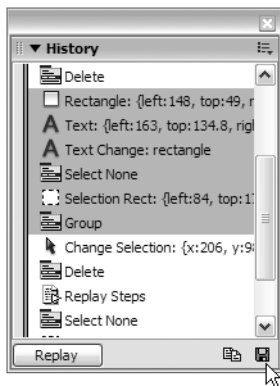 History
Delete
Rectangle: {left:148, top:49, r
Text: {left:163, top:134.8, rig
Text Change: rectangle
Select None
Selection Rect: {left:84, top:1
Group
Change Selection: {x:206, y:9
Delete
Replay Steps
Select None
Replay